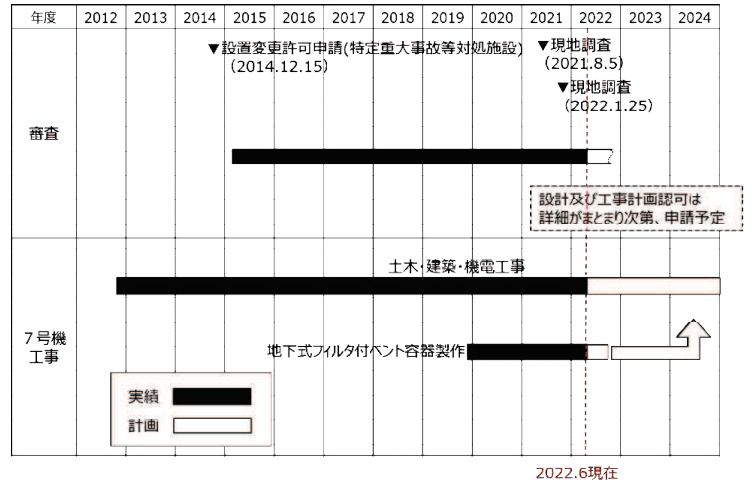 年度 2012 2013 2014 2015 2016 2017 2018 2019 2020 2021 2022 2023 2024
▼設置変更許可申請(特定重大事故等対処施設)
(2014.12.15)
▼現地調査
(2021.8.5)
▼現地調査
(2022.1.25)
審査
設計及び工事計画認可は
詳細がまとまり次第、申請予定
土木・建築・機電工事
7号機
工事
地下式フィルタ付ベント容器製作
実績
計画
2022.6現在